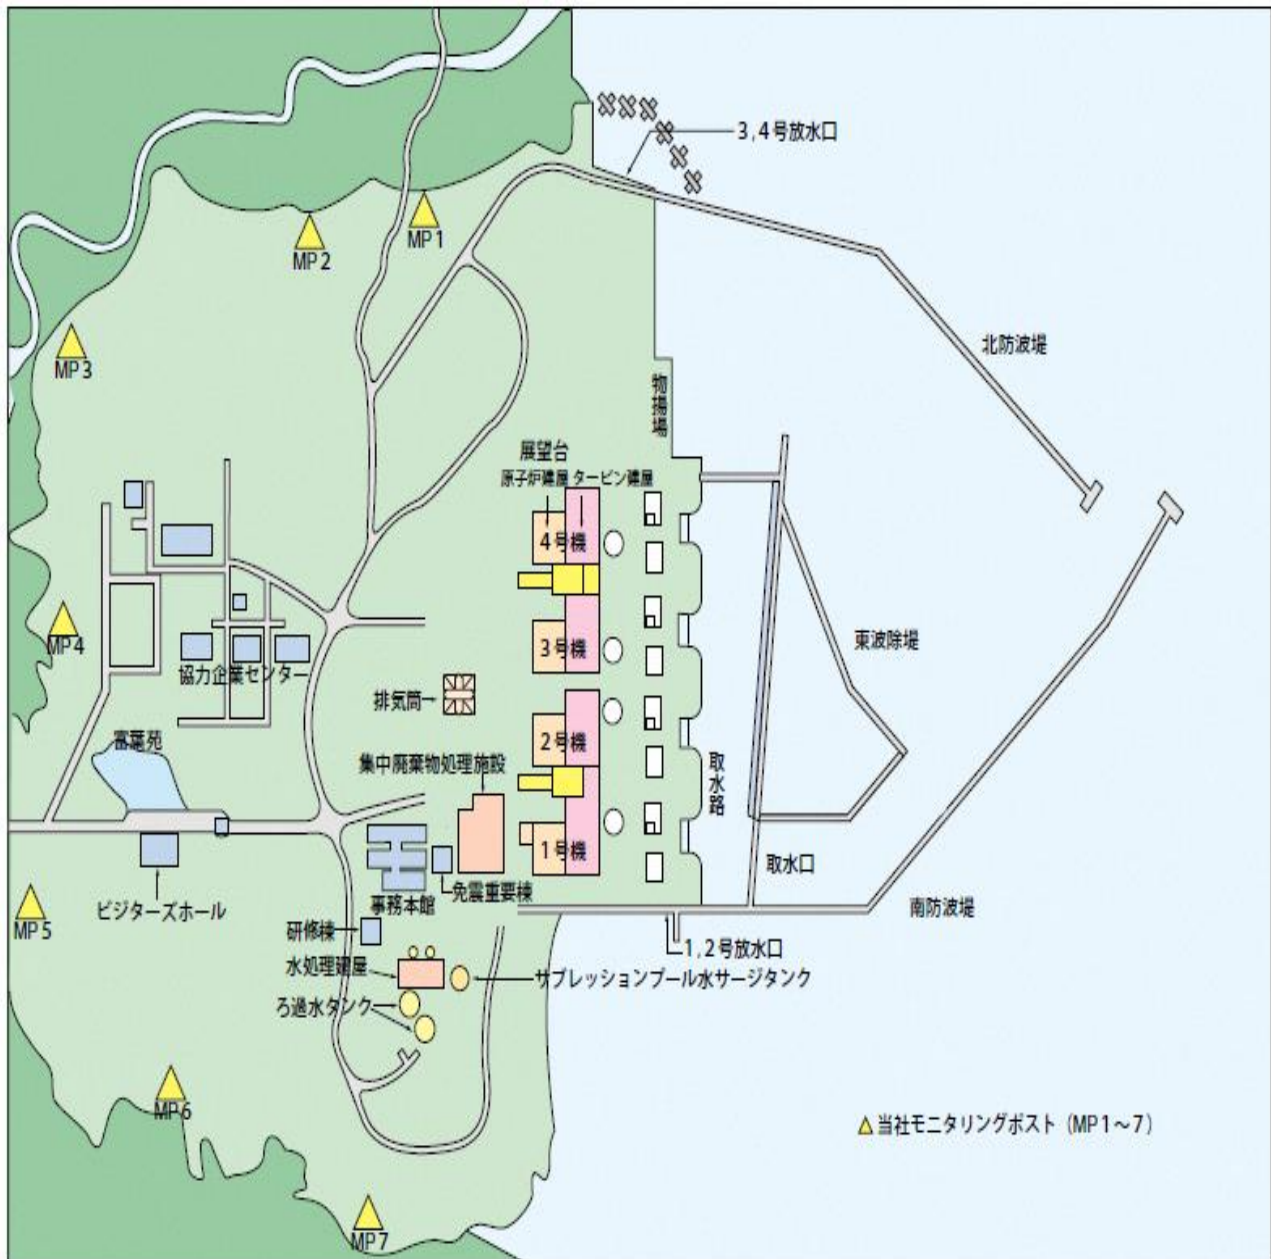 3,4号放水口
MP1
MP2
北防波堤
MP3
物揚場
展望台
原子炉建屋 タービン建屋
4号機
MP4
3号機
東波除堤
協力企業センター
排気筒
富葉苑
2号機
集中廃棄物処理施設
取水路
1号機
取水口
免震重要棟
事務本館
ビジターズホール
南防波堤
MP5
研修棟
1,2号放水口
水処理建屋
サプレッションプール水サージタンク
ろ過水タンク
MP6
当社モニタリングポスト（MP1～7）
MP7